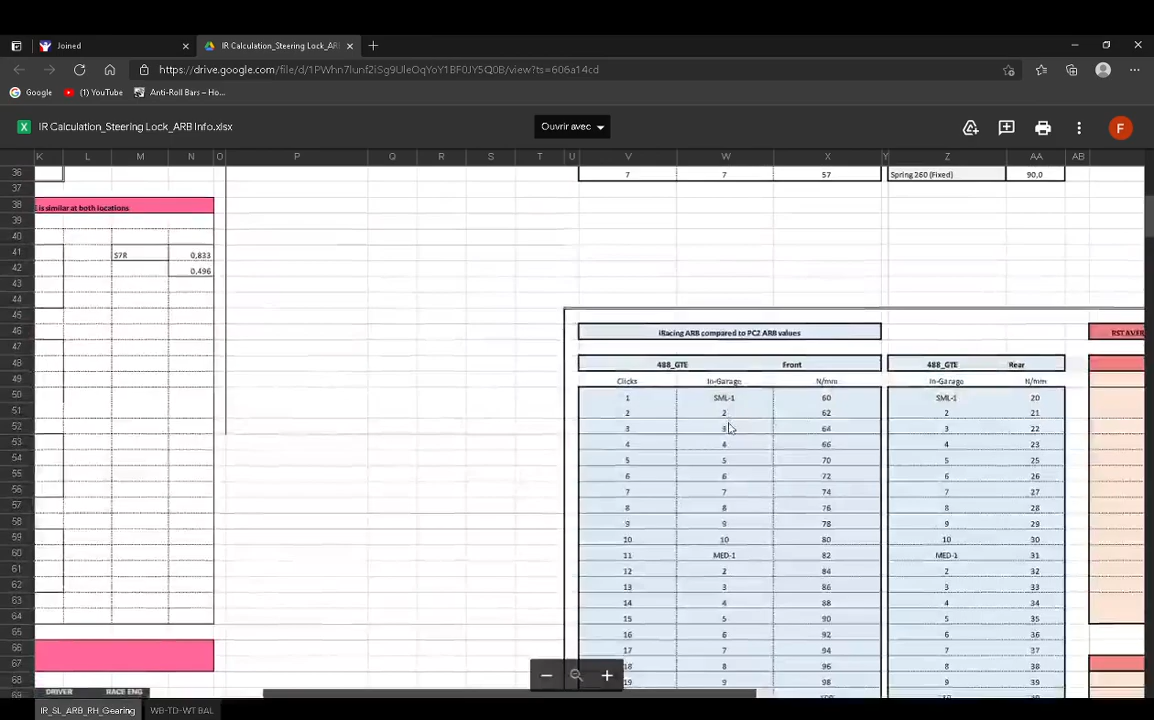 Joined
IR Calculation_Steering Lock_AR
https://drive.google.com/file/d/1PWhn7lunf2iSg9UleOqYoY1BF0JY5Q0B/view?ts=606a14cd
Google
(1) YouTube
Anti-Roll Bars – Ho...
IR Calculation_Steering Lock_ARB Info.xlsx
Ouvrir avec
F
K L M N O P Q R S T U V W X Y Z AA AB
36 7 7 57 Spring 260 (Fixed) 90,0
37
38 is similar at both locations
39
40
41 S7R 0,833
42 0,496
43
44
45
46 iRacing ARB compared to PC2 ARB values RST AVER
47
48 488_GTE Front 488_GTE Rear
49 Clicks In-Garage N/mm In-Garage N/mm
50 1 SML-1 60 SML-1 20
51 2 2 62 2 21
52 3 3 64 3 22
53 4 4 66 4 23
54 5 5 70 5 25
55 6 6 72 6 26
56 7 7 74 7 27
57 8 8 76 8 28
58 9 9 78 9 29
59 10 10 80 10 30
60 11 MED-1 82 MED-1 31
61 12 2 84 2 32
62 13 3 86 3 33
63 14 4 88 4 34
64 15 5 90 5 35
65 16 6 92 6 36
66 17 7 94 7 37
67 18 8 96 8 38
68 19 9 98 9 39
69 DRIVER RACE ENG
IR_SL_ARB_RH_Gearing WB-TD-WT BAL